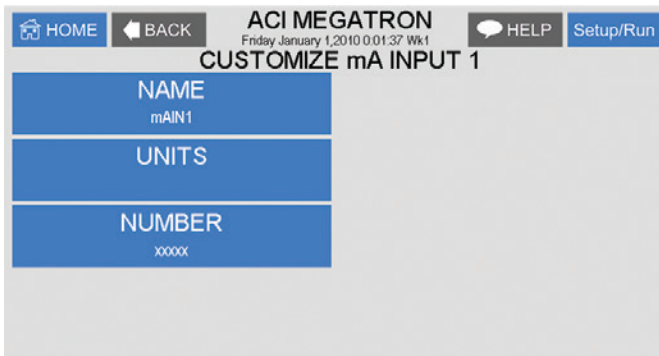 HOME
BACK
ACI MEGATRON
Friday January 1,2010 0:01:37 Wk1
HELP
Setup/Run
CUSTOMIZE mA INPUT 1
NAME
mAIN1
UNITS
NUMBER
xxxxx